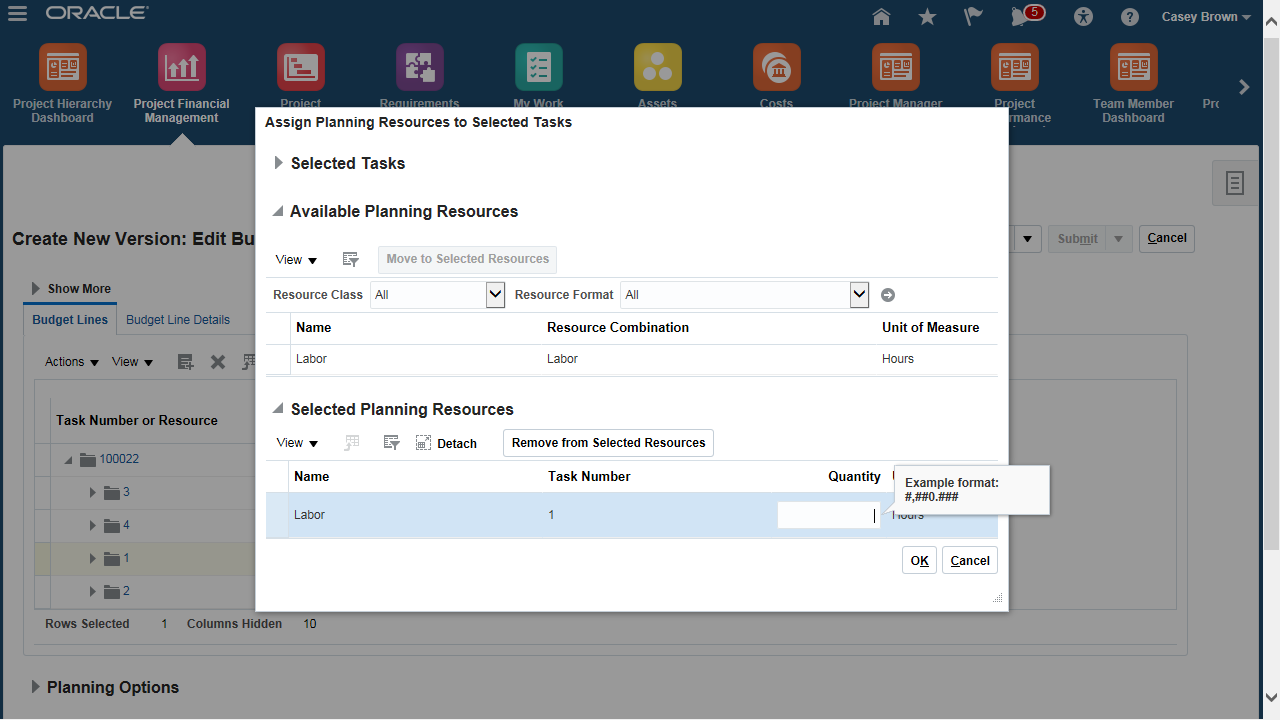 ORACLE
5
Casey Brown
Project Hierarchy Dashboard
Project Financial Management
Project
Requirements
My Work
Assets
Costs
Project Manager
Project
rmance
Team Member Dashboard
Assign Planning Resources to Selected Tasks
Selected Tasks
Available Planning Resources
Create New Version: Edit Bu
Submit
Cancel
View
Move to Selected Resources
Show More
Resource Class All Resource Format All
Budget Lines Budget Line Details
Name Resource Combination Unit of Measure
Actions View
Labor Labor Hours
Selected Planning Resources
Task Number or Resource
View Detach Remove from Selected Resources
100022
Name Task Number Quantity
Example format:
#,##0.###
3
Labor 1 Hours
4
1
OK Cancel
2
Rows Selected 1 Columns Hidden 10
Planning Options